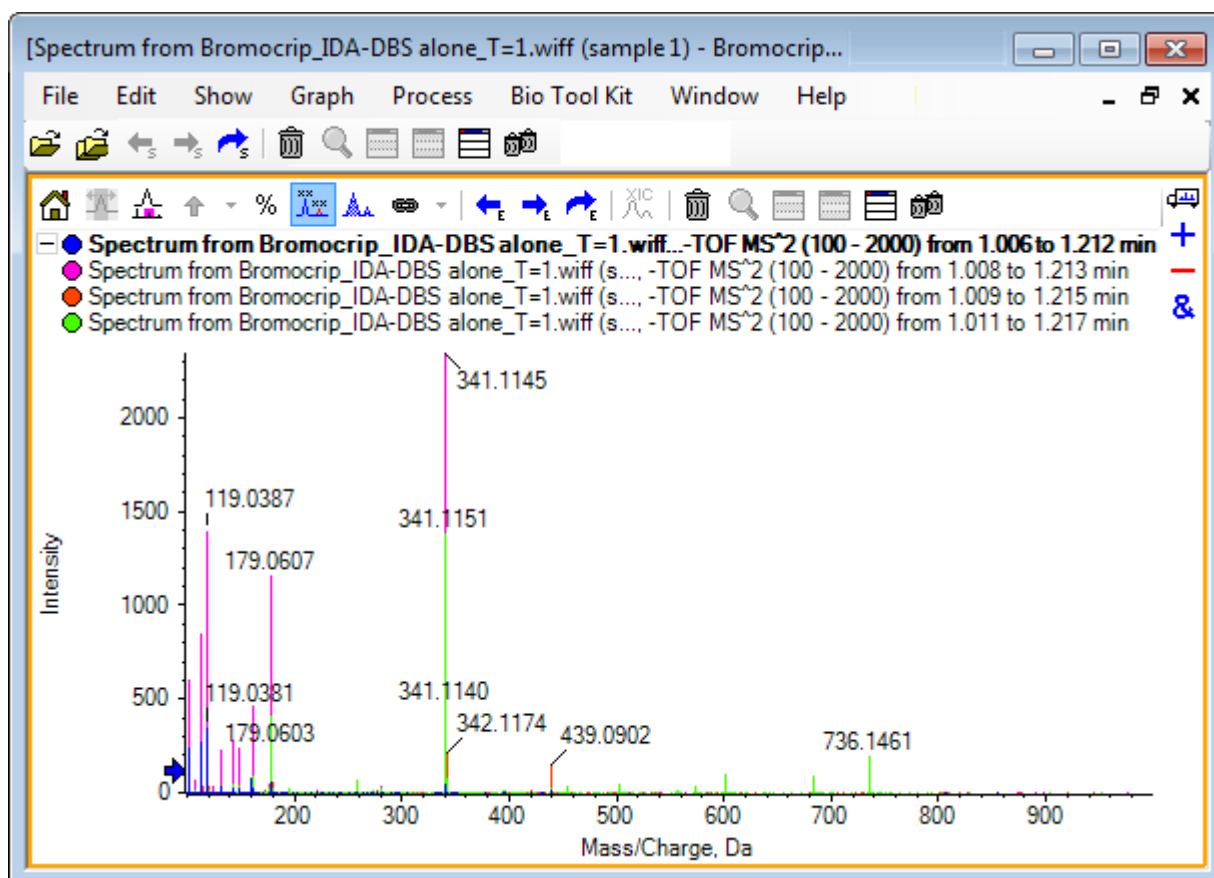 [Spectrum from Bromocrip_IDA-DBS alone_T=1.wiff (sample 1) - Bromocrip...
File Edit Show Graph Process Bio Tool Kit Window Help
S S S
% xx xx E E E XIC
Spectrum from Bromocrip_IDA-DBS alone_T=1.wiff...-TOF MS^2 (100 - 2000) from 1.006 to 1.212 min
Spectrum from Bromocrip_IDA-DBS alone_T=1.wiff (s..., -TOF MS^2 (100 - 2000) from 1.008 to 1.213 min
Spectrum from Bromocrip_IDA-DBS alone_T=1.wiff (s..., -TOF MS^2 (100 - 2000) from 1.009 to 1.215 min
Spectrum from Bromocrip_IDA-DBS alone_T=1.wiff (s..., -TOF MS^2 (100 - 2000) from 1.011 to 1.217 min
+
&
341.1145
2000
119.0387
1500
341.1151
179.0607
Intensity
1000
500
119.0381
341.1140
179.0603
342.1174
439.0902
736.1461
0
200 300 400 500 600 700 800 900
Mass/Charge, Da